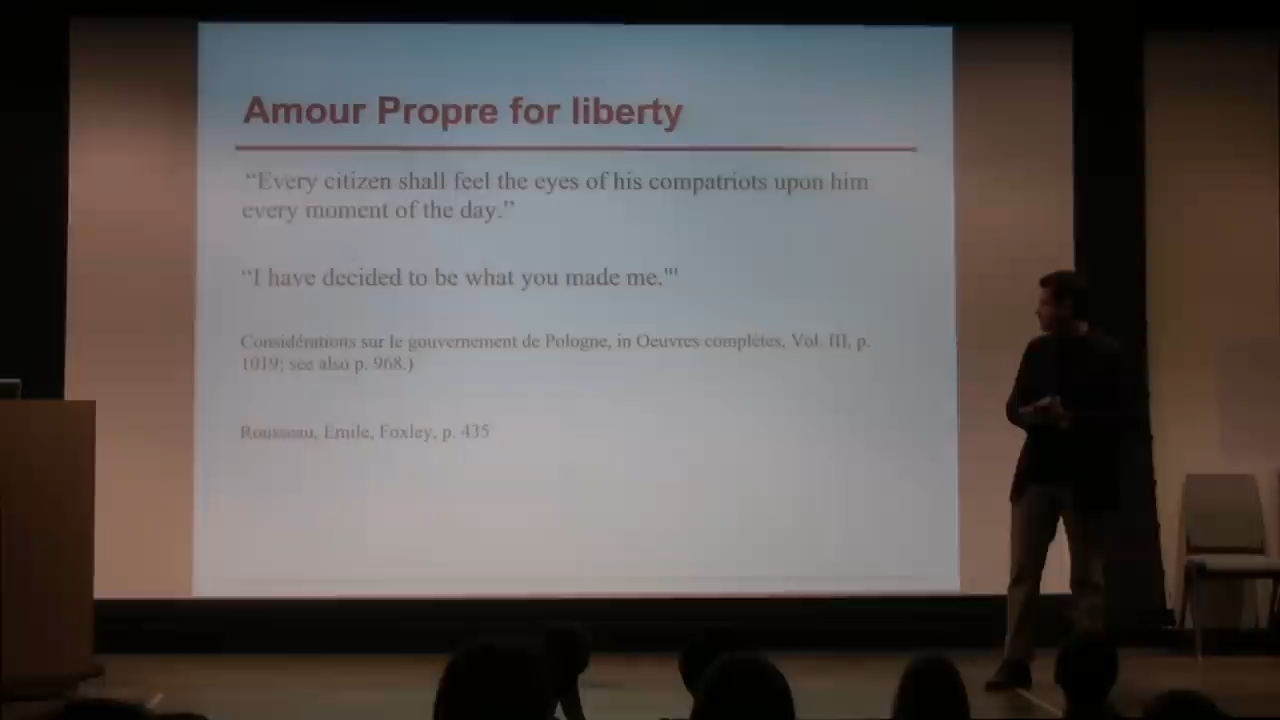 Amour Propre for liberty
“Every citizen shall feel the eyes of his compatriots upon him
every moment of the day.”
“I have decided to be what you made me.'"
Considérations sur le gouvernement de Pologne, in Oeuvres complètes, Vol. III, p.
1019; see also p. 968.)
Rousseau, Emile, Foxley, p. 435